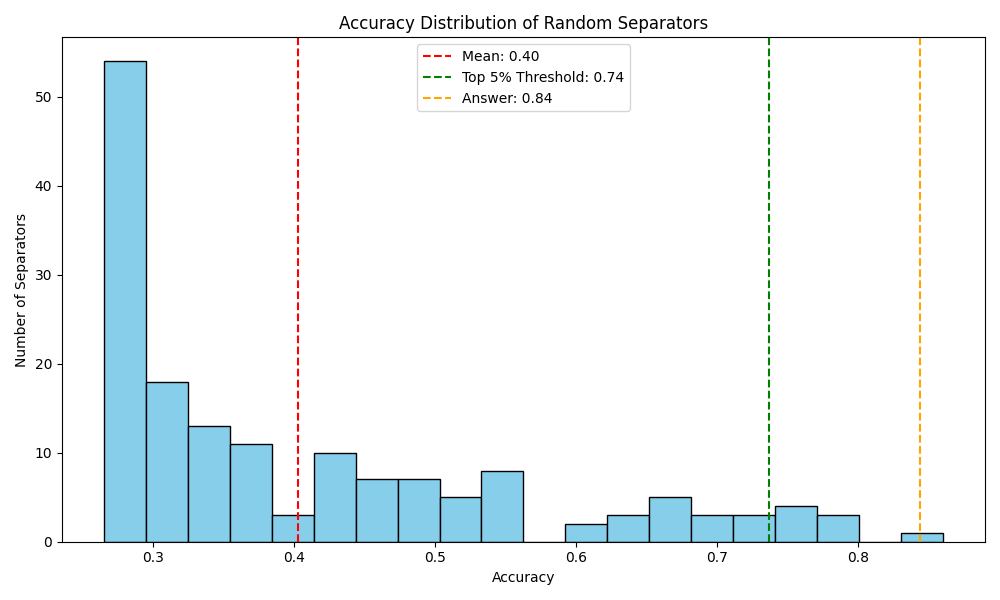 Accuracy Distribution of Random Separators
Mean: 0.40
Top 5% Threshold: 0.74
Answer: 0.84
Number of Separators
50
40
30
20
10
0
0.3 0.4 0.5 0.6 0.7 0.8
Accuracy